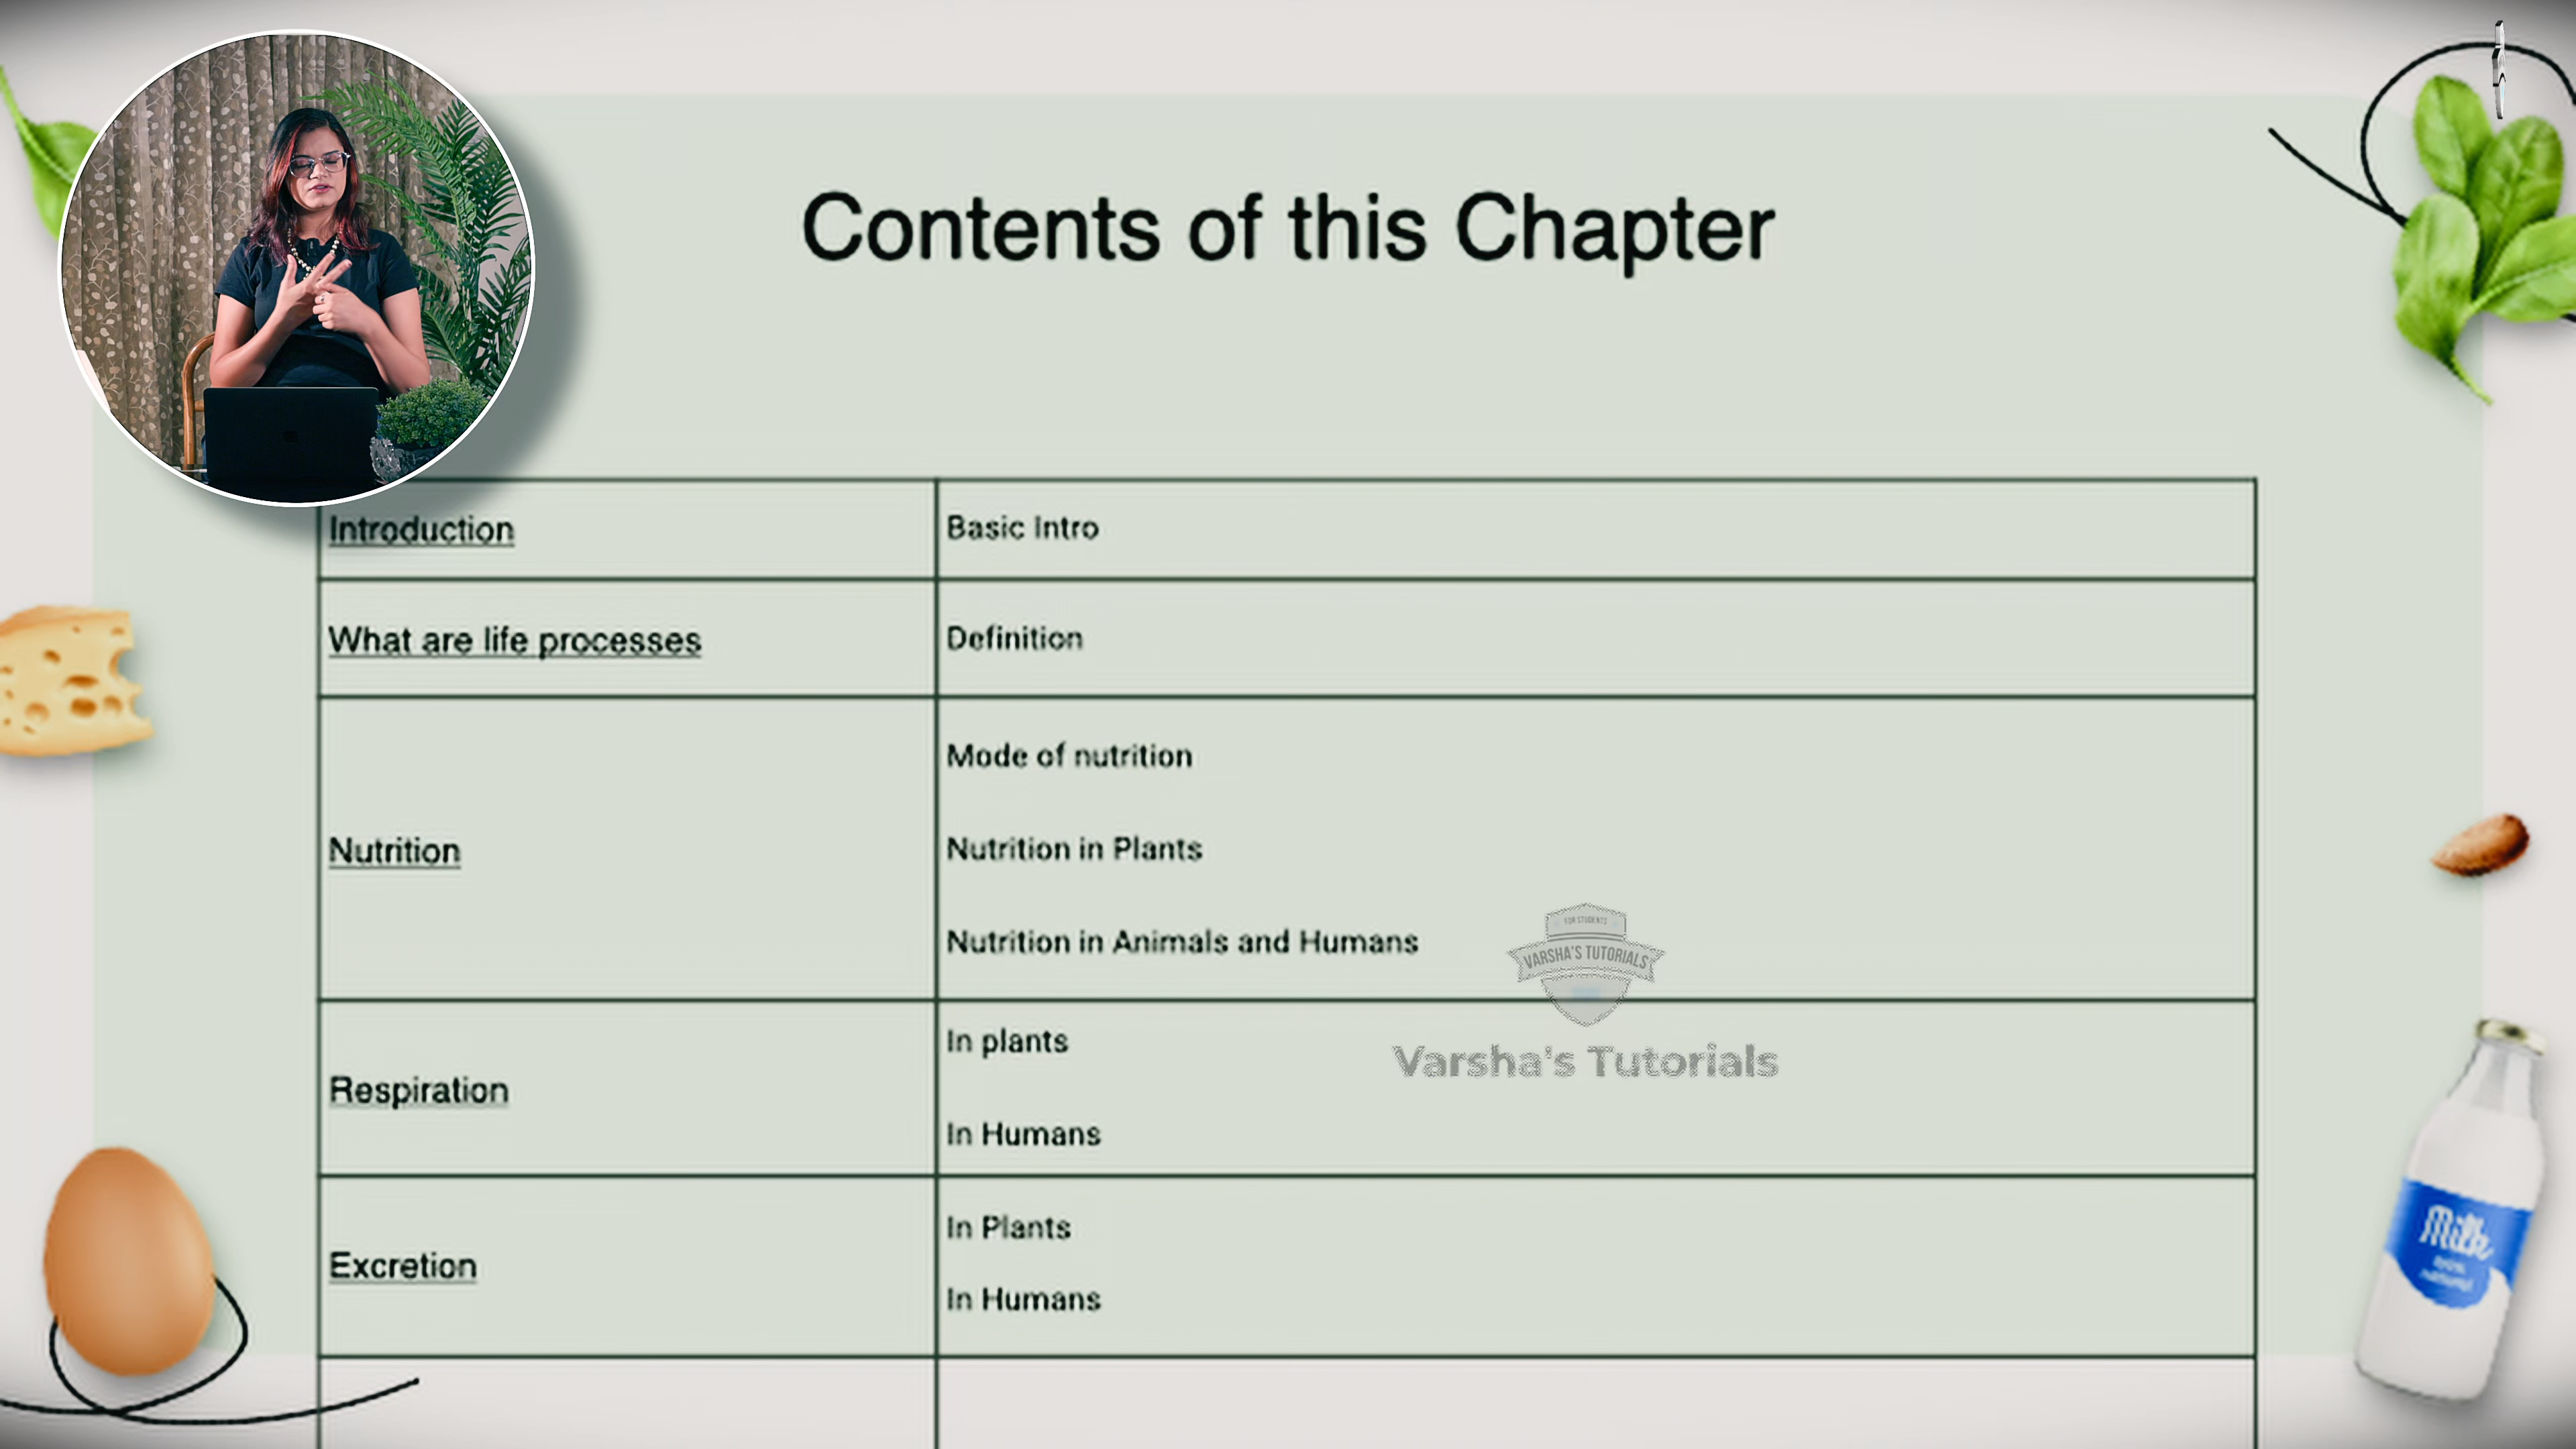 Contents of this Chapter
Introduction
Basic Intro
What are life processes
Definition
Nutrition
Mode of nutrition
Nutrition in Plants
Nutrition in Animals and Humans
Respiration
In plants
In Humans
Excretion
In Plants
In Humans
FOR STUDENTS
VARSHA'S TUTORIALS
Varsha's Tutorials
Milk